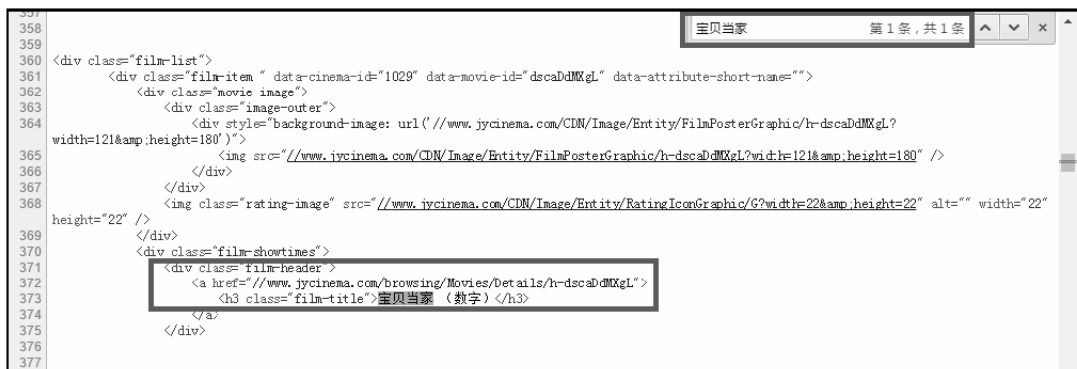 357
宝贝当家 第1条,共1条
358
359
360 <div class="film-list">
361 <div class="film-item " data-cinema-id="1029" data-movie-id="dscaDdMXgL" data-attribute-short-name="">
362 <div class="movie image">
363 <div class="image-outer">
364 <div style="background-image: url('//www.jycinema.com/CDN/Image/Entity/FilmPosterGraphic/h-dscaDdMXgL?
width=121&amp;height=180')">
365 <img src="//www.jycinema.com/CDN/Image/Entity/FilmPosterGraphic/h-dscaDdMXgL?width=121&amp;height=180" />
366 </div>
367 </div>
368 <img class="rating-image" src="//www.jycinema.com/CDN/Image/Entity/RatingIconGraphic/G?width=22&amp;height=22" alt="" width="22"
height="22" />
369 </div>
370 <div class="film-showtimes">
371 <div class="film-header">
372 <a href="//www.jycinema.com/browsing/Movies/Details/h-dscaDdMXgL">
373 <h3 class="film-title">宝贝当家 (数字)</h3>
374 </a>
375 </div>
376
377